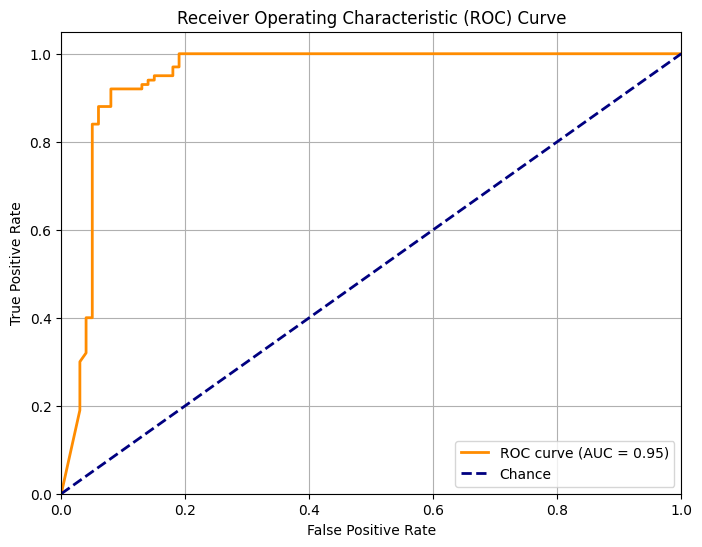 Receiver Operating Characteristic (ROC) Curve
1.0
0.8
0.6
0.4
0.2
0.0
True Positive Rate
ROC curve (AUC = 0.95)
Chance
0.0 0.2 0.4 0.6 0.8 1.0
False Positive Rate